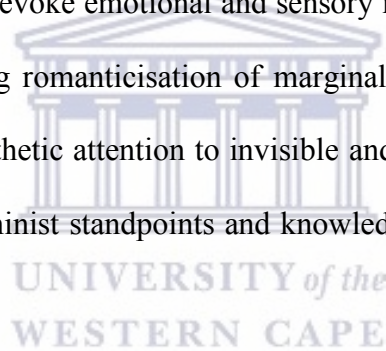 evoke emotional and sensory
g romanticisation of marginal
thetic attention to invisible and
minist standpoints and knowled
UNIVERSITY of the
WESTERN CAPE